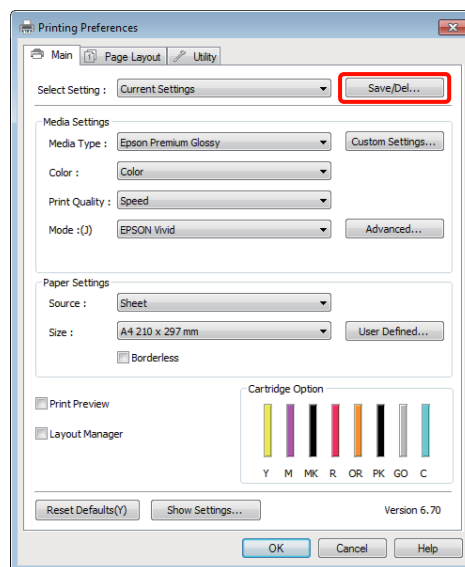 Printing Preferences
Main Page Layout Utility
Select Setting : Current Settings Save/Del...
Media Settings
Media Type : Epson Premium Glossy Custom Settings...
Color : Color
Print Quality : Speed
Mode :(J) EPSON Vivid Advanced...
Paper Settings
Source : Sheet
Size : A4 210 x 297 mm User Defined...
Borderless
Print Preview
Layout Manager
Cartridge Option
Y M MK R OR PK GO C
Reset Defaults(Y) Show Settings... Version 6.70
OK Cancel Help